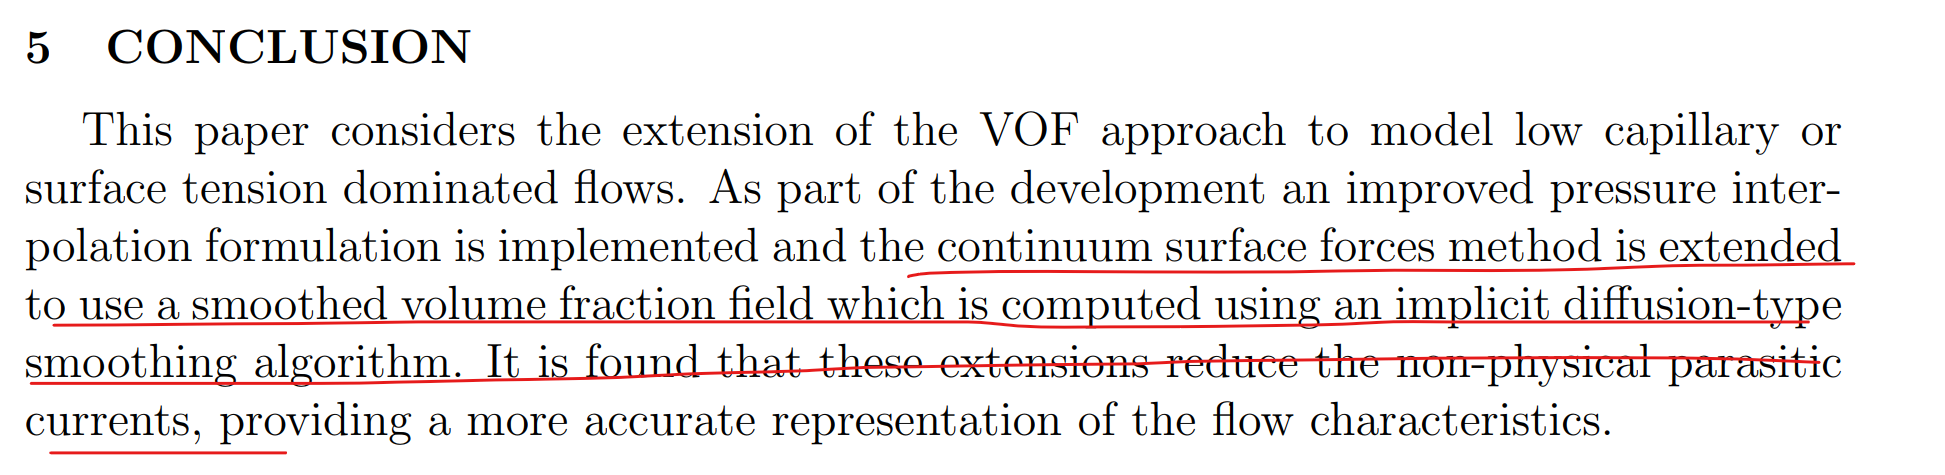 5 CONCLUSION
This paper considers the extension of the VOF approach to model low capillary or
surface tension dominated flows. As part of the development an improved pressure inter-
polation formulation is implemented and the continuum surface forces method is extended
to use a smoothed volume fraction field which is computed using an implicit diffusion-type
smoothing algorithm. It is found that these extensions reduce the non-physical parasitic
currents, providing a more accurate representation of the flow characteristics.